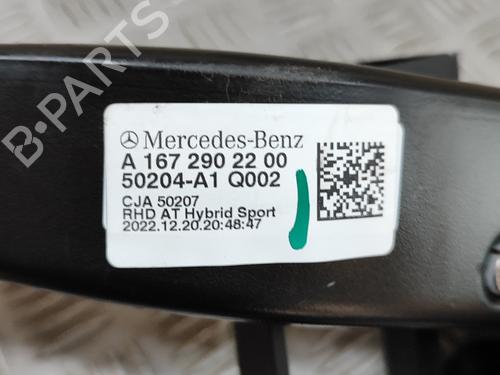 Mercedes-Benz
A 167 290 22 00
50204-A1 Q002
CJA 50207
RHD AT Hybrid Sport
2022.12.20.20:48:47
B-PARTS